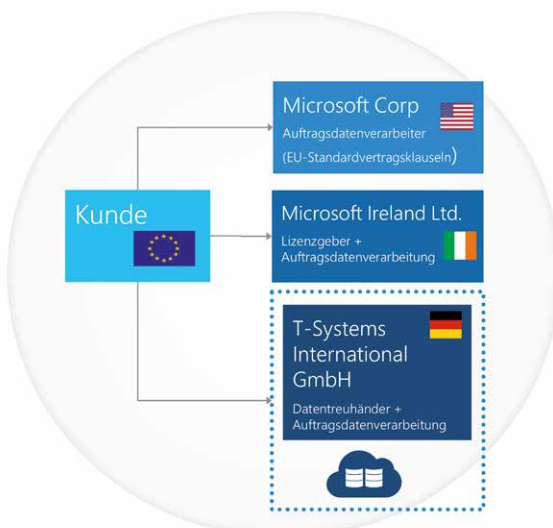 Microsoft Corp
Auftragsdatenverarbeiter
(EU-Standardvertragsklauseln)
Kunde
Microsoft Ireland Ltd.
Lizenzgeber +
Auftragsdatenverarbeitung
T-Systems
International
GmbH
Datentreuhänder +
Auftragsdatenverarbeitung